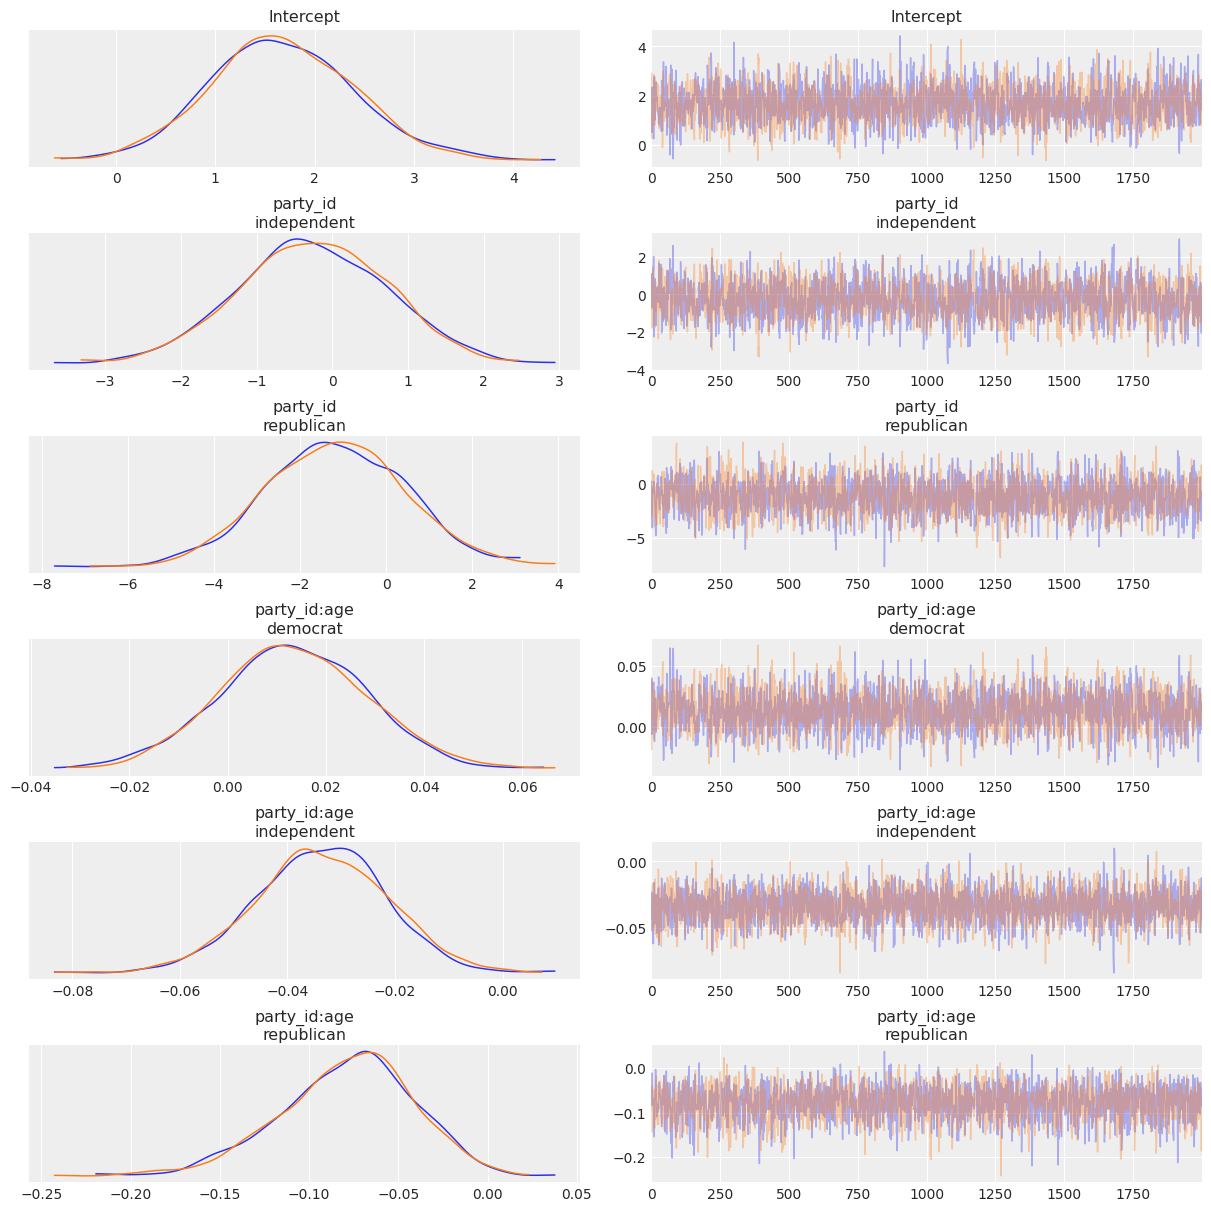 Intercept
Intercept
0 1 2 3 4
4
2
0
0 250 500 750 1000 1250 1500 1750
party_id
independent
party_id
independent
−3 −2 −1 0 1 2 3
2
0
−2
−4
0 250 500 750 1000 1250 1500 1750
party_id
republican
party_id
republican
−8 −6 −4 −2 0 2 4
0
−5
0 250 500 750 1000 1250 1500 1750
party_id:age
democrat
party_id:age
democrat
−0.04 −0.02 0.00 0.02 0.04 0.06
0.05
0.00
0 250 500 750 1000 1250 1500 1750
party_id:age
independent
party_id:age
independent
−0.08 −0.06 −0.04 −0.02 0.00
0.00
−0.05
0 250 500 750 1000 1250 1500 1750
party_id:age
republican
party_id:age
republican
−0.25 −0.20 −0.15 −0.10 −0.05 0.00 0.05
0.0
−0.1
−0.2
0 250 500 750 1000 1250 1500 1750